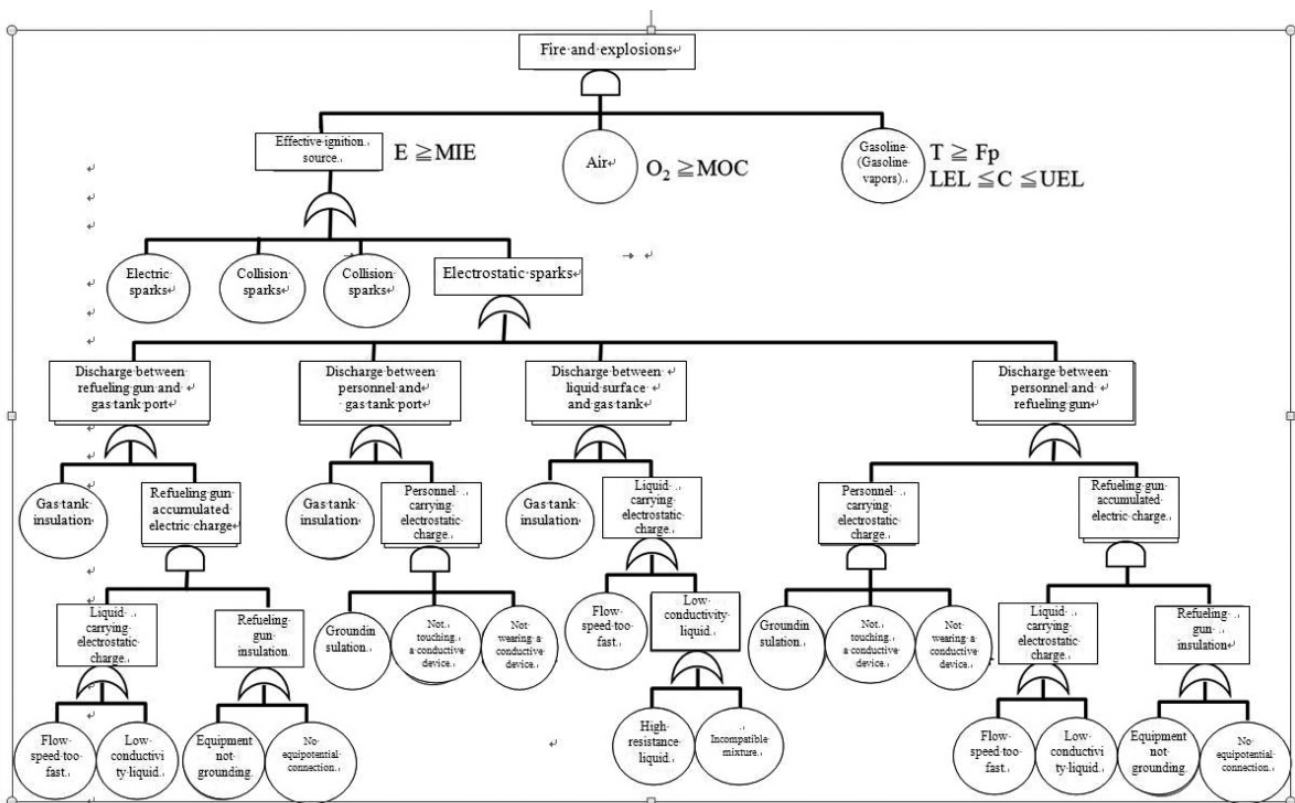 Fire and explosions
Effective ignition
source.
E ≧MIE
Air
O₂ ≧MOC
Gasoline
(Gasoline
vapors).
T ≧ Fp
LEL ≦C ≦UEL
Electric
sparks
Collision
sparks
Collision
sparks
Electrostatic sparks
Discharge between
refueling gun and
gas tank port
Discharge between
personnel and
gas tank port
Discharge between
liquid surface
and gas tank
Discharge between
personnel and
refueling gun
Gas tank
insulation
Refueling gun
accumulated
electric charge
Gas tank
insulation
Personnel
carrying
electrostatic
charge.
Gas tank
insulation
Liquid
carrying
electrostatic
charge.
Personnel
carrying
electrostatic
charge.
Refueling gun
accumulated
electric charge.
Liquid
carrying
electrostatic
charge.
Refueling
gun
insulation.
Groundin
sulation.
Not
touching
a conductive
device.
Not
wearing a
conductive
device.
Flow
speed too
fast.
Low
conductivity
liquid.
Groundin
sulation.
Not
touching
a conductive
device.
Not
wearing a
conductive
device.
Liquid
carrying
electrostatic
charge.
Refueling
gun
insulation
Flow
speed too
fast.
Low
conductivi
ty liquid.
Equipment
not
grounding.
No
equipotential
connection.
High
resistance
liquid.
Incompatible
mixture.
Flow
speed too
fast.
Low
conductivi
ty liquid.
Equipment
not
grounding.
No
equipotential
connection.